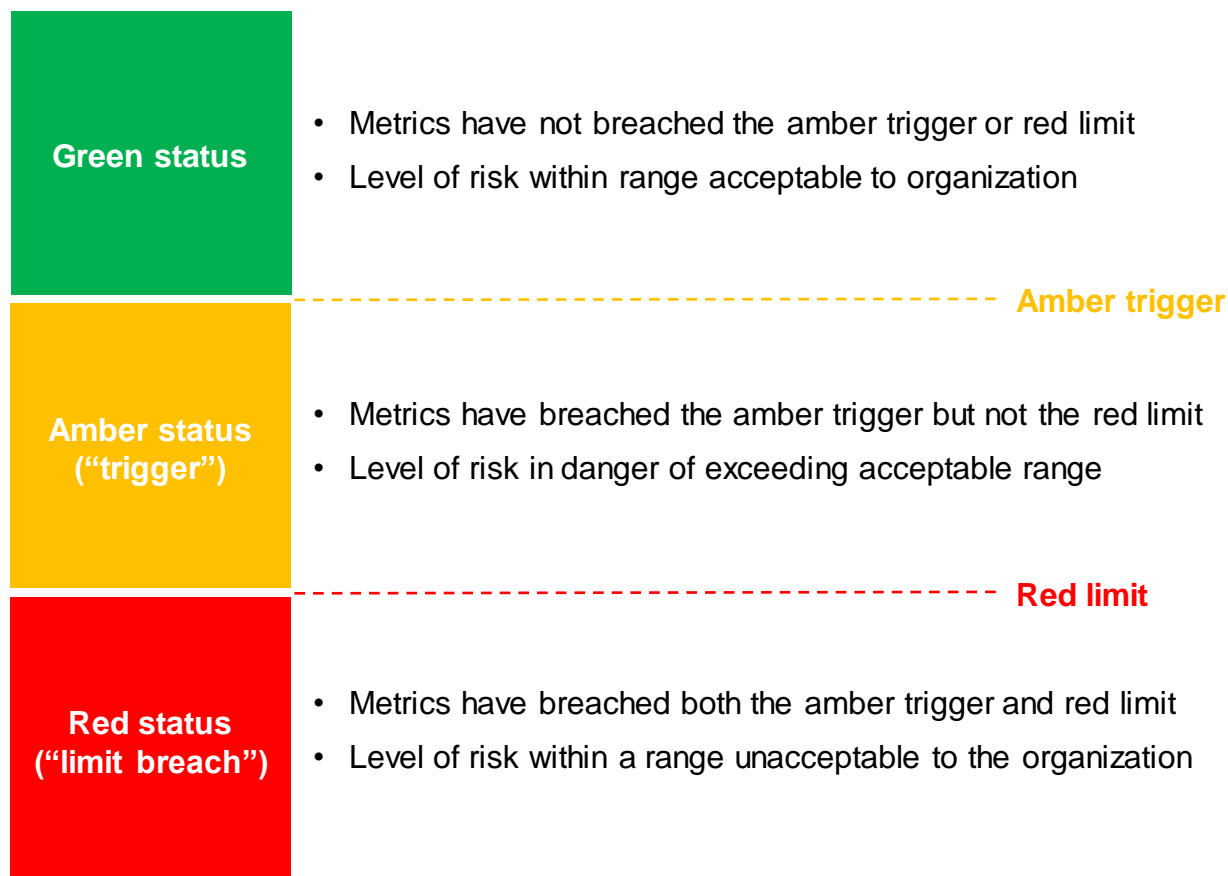 Green status
• Metrics have not breached the amber trigger or red limit
• Level of risk within range acceptable to organization
Amber trigger
Amber status
(“trigger”)
• Metrics have breached the amber trigger but not the red limit
• Level of risk in danger of exceeding acceptable range
Red limit
Red status
(“limit breach”)
• Metrics have breached both the amber trigger and red limit
• Level of risk within a range unacceptable to the organization